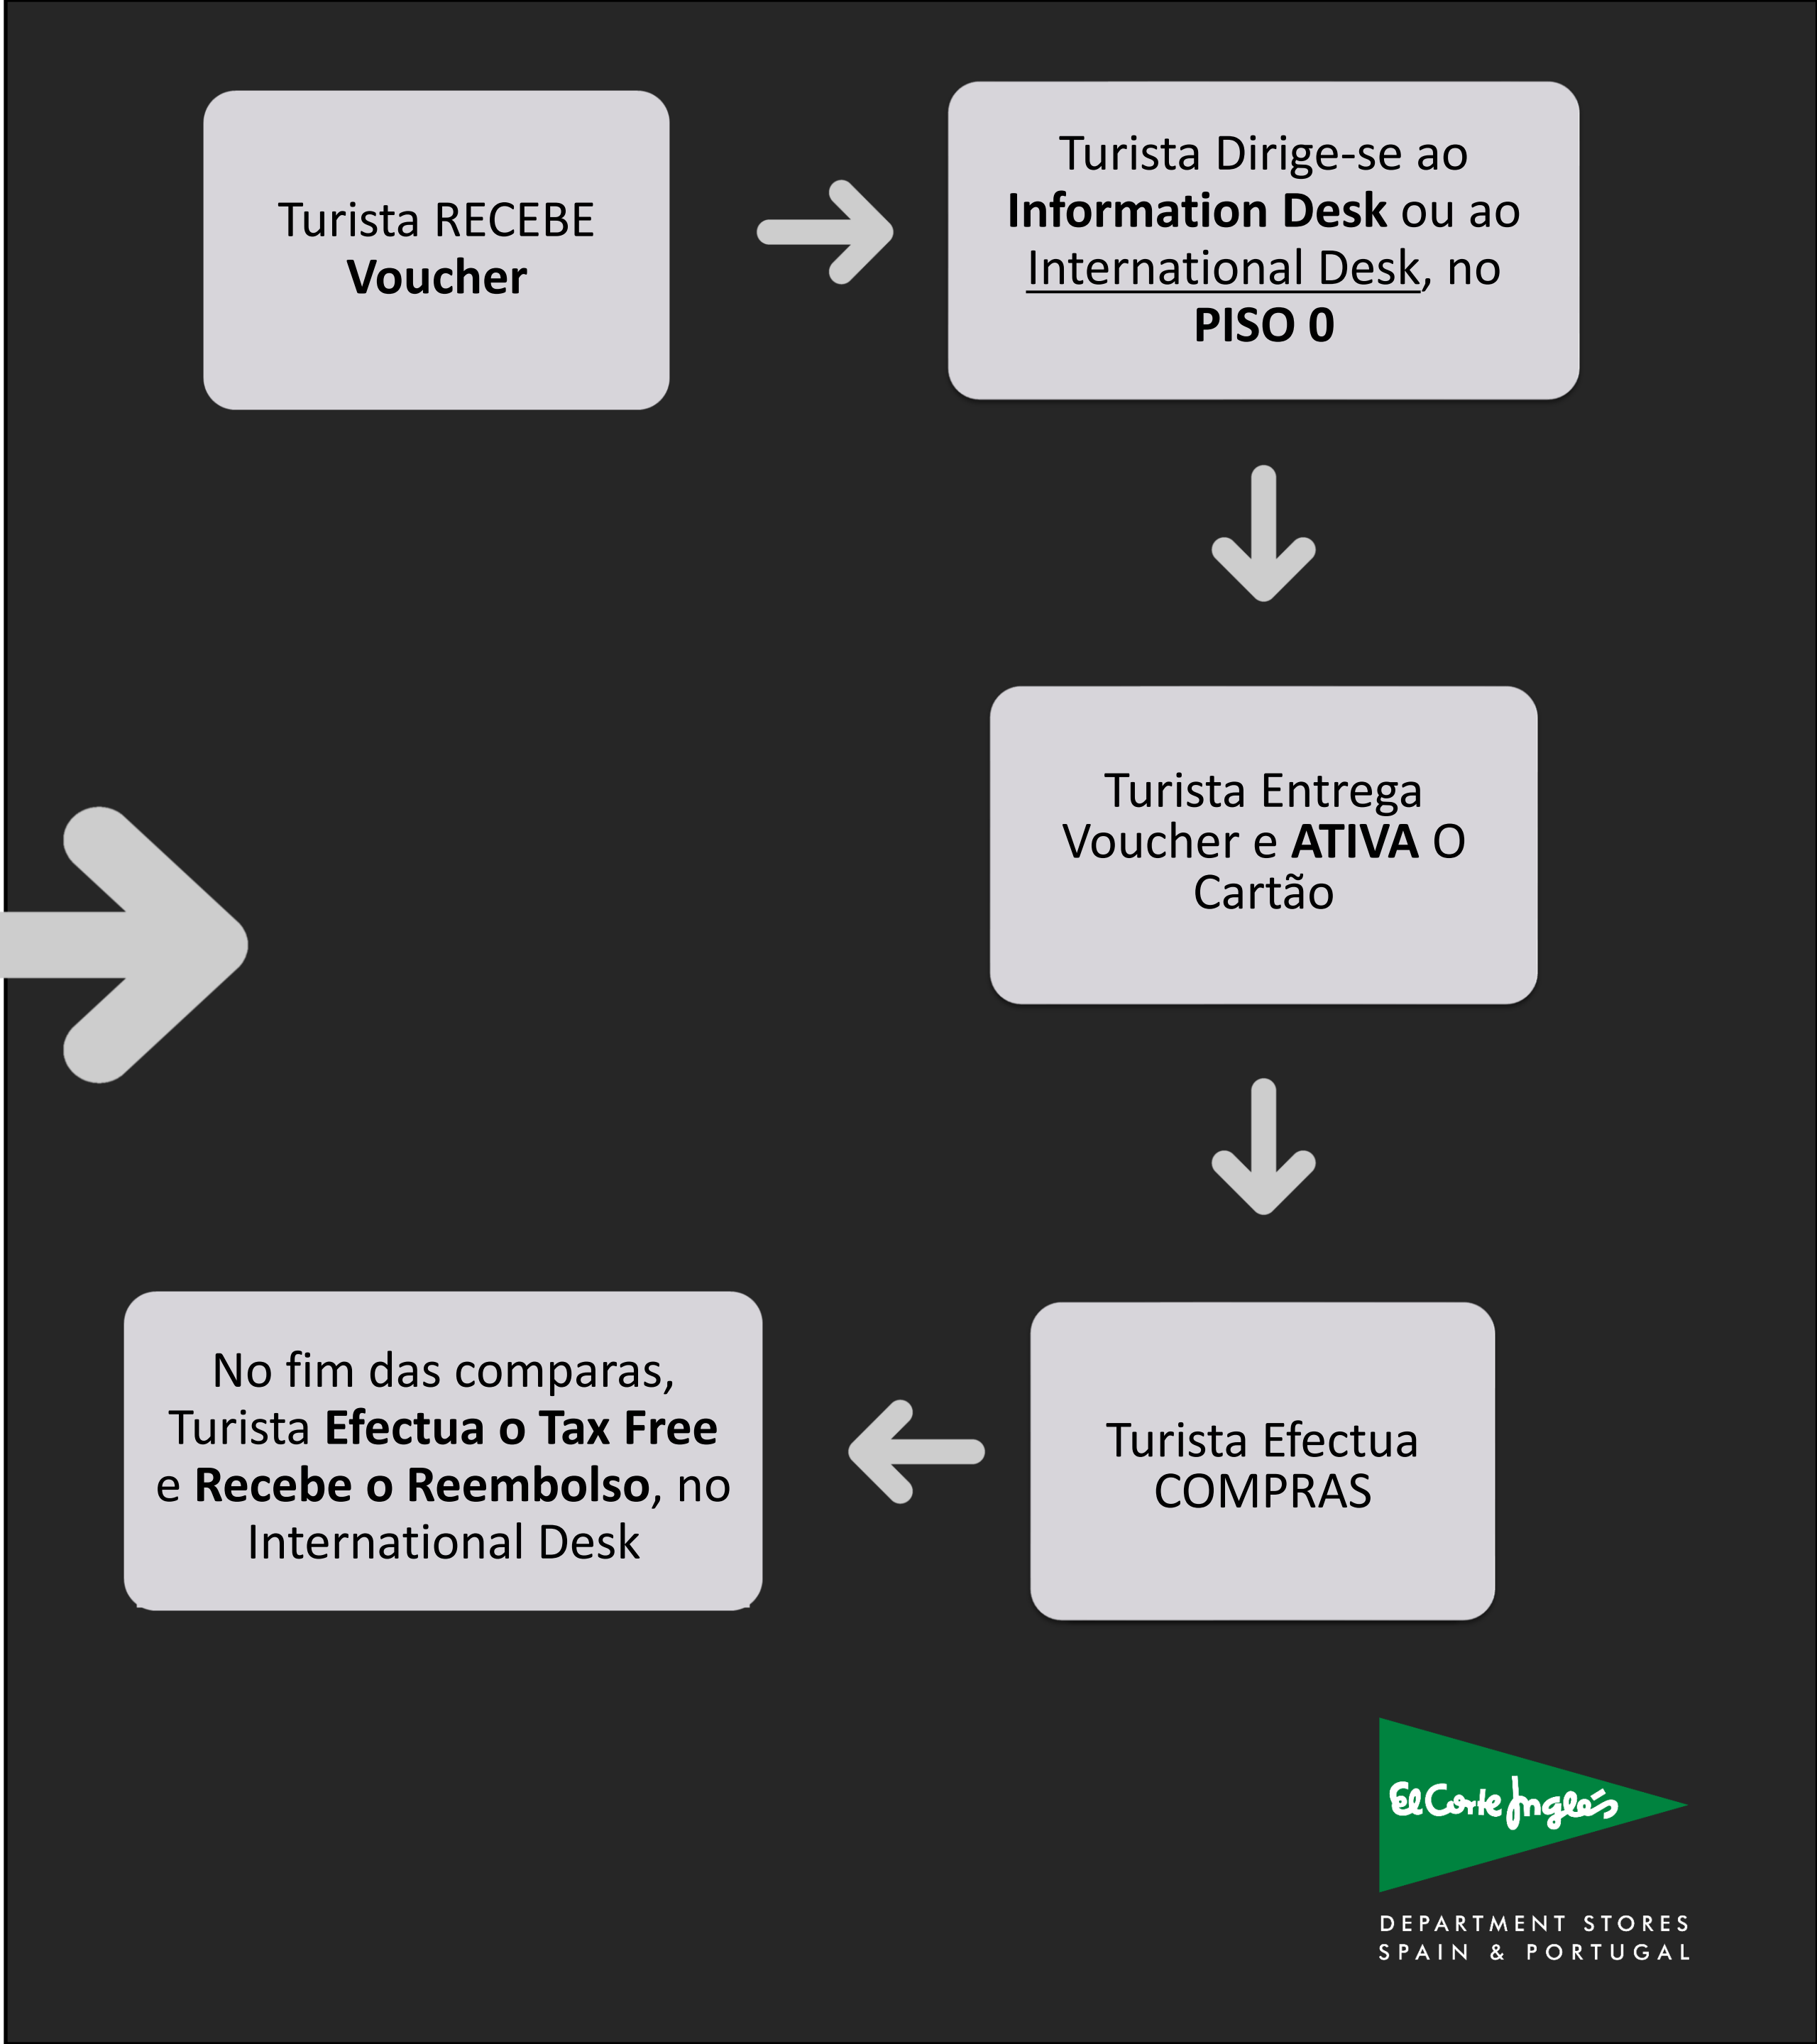 Turista RECEBE
Voucher
Turista Dirige-se ao
Information Desk ou ao
International Desk, no
PISO 0
Turista Entrega
Voucher e ATIVA O
Cartão
Turista Efectua
COMPRAS
No fim das comparas,
Turista Efectua o Tax Free
e Recebe o Reembolso, no
International Desk
El Corte Inglés
DEPARTMENT STORES
SPAIN & PORTUGAL